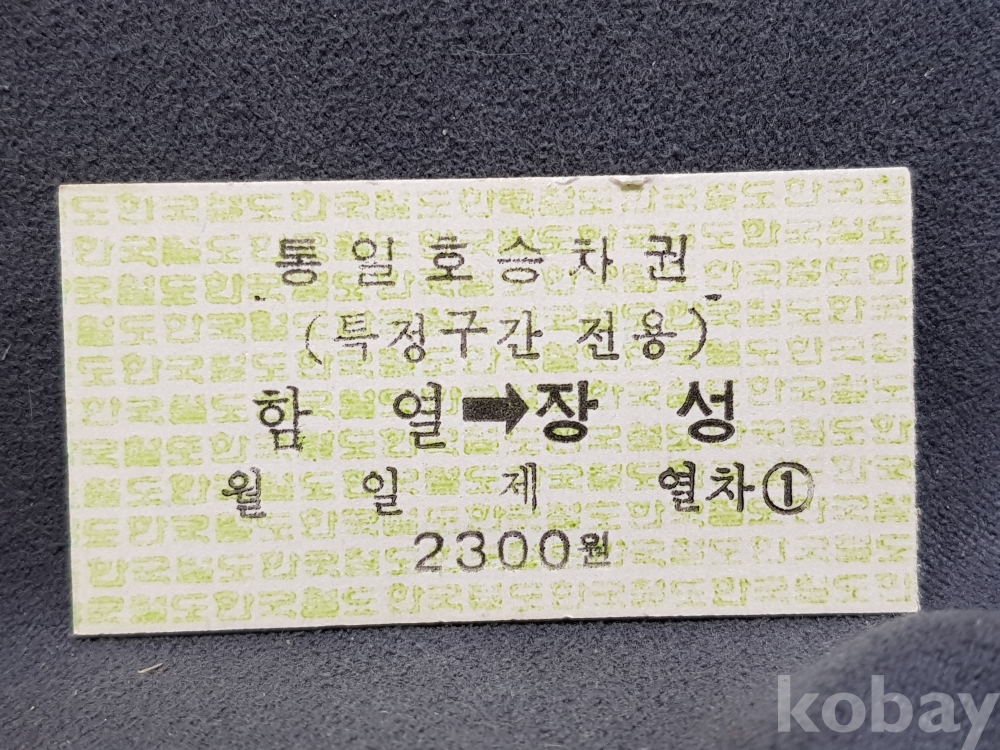 통일호승차권
(특정구간 전용)
함 열➡장 성
월 일 제 열차①
2300원
kobay